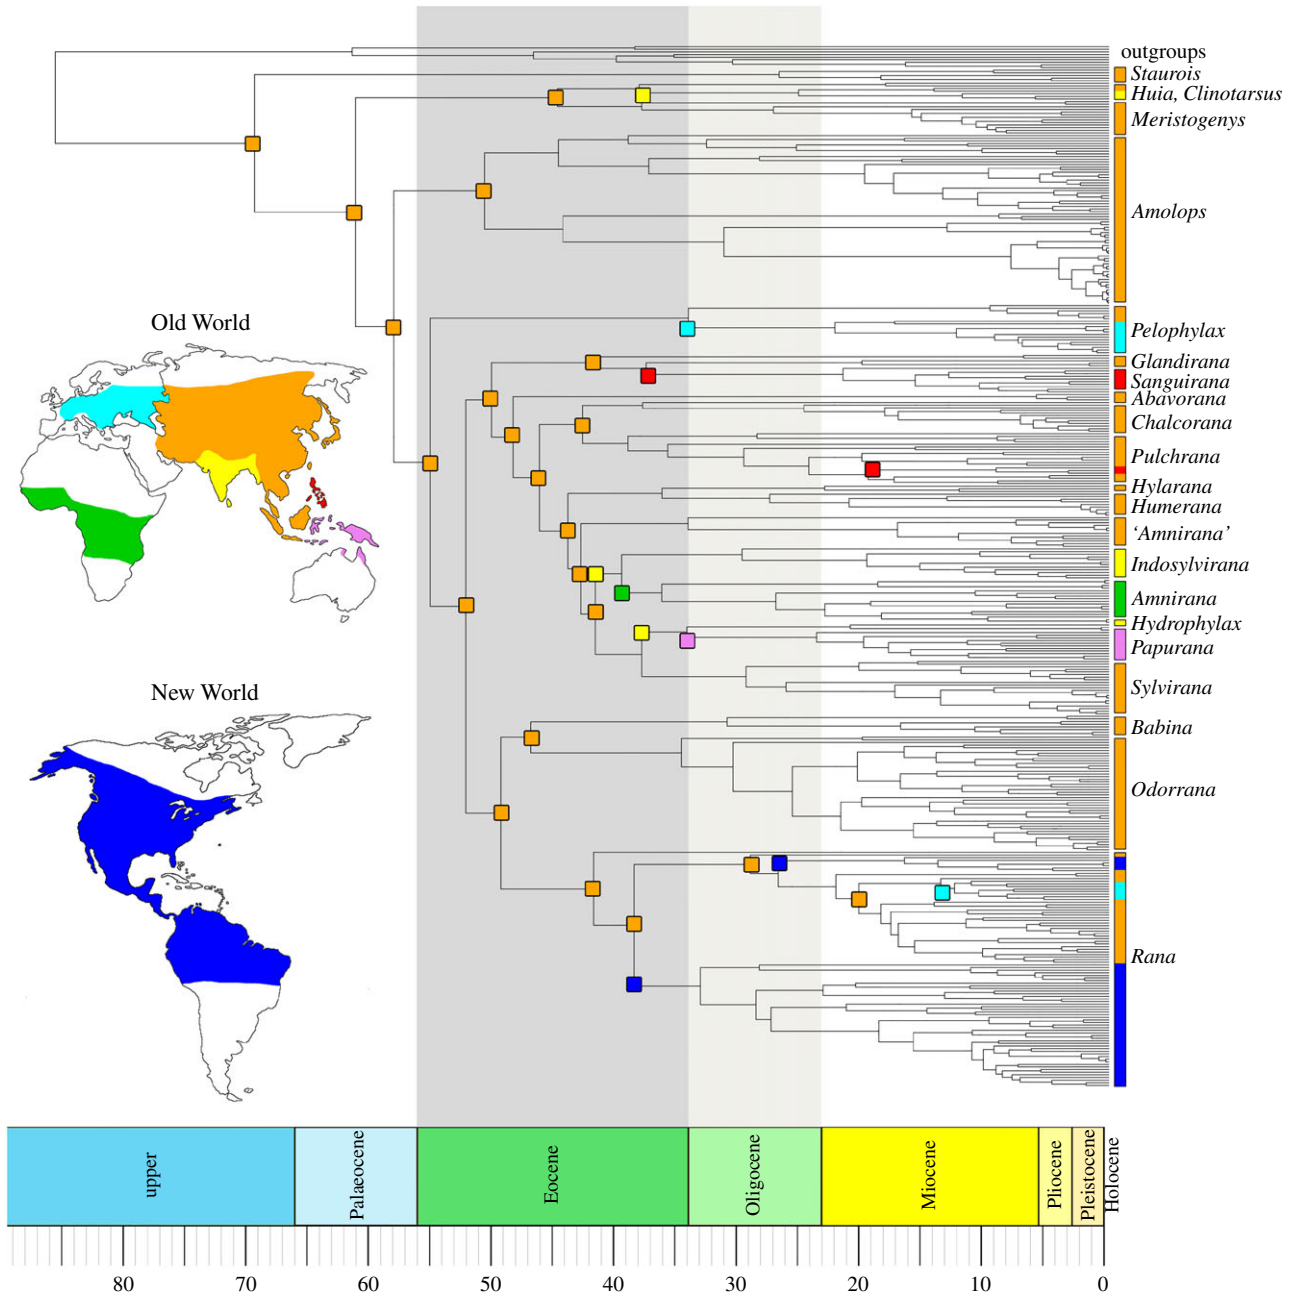 outgroups
Staurois
Huia, Clinotarsus
Meristogenys
Amolops
Old World
Pelophylax
Glandirana
Sanguirana
Abavorana
Chalcorana
Pulchrana
Hylarana
Humerana
‘Amnirana’
Indosylvirana
Amnirana
Hydrophylax
Papurana
Sylvirana
New World
Babina
Odorrana
Rana
upper
Palaeocene
Eocene
Oligocene
Miocene
Pliocene
Pleistocene
Holocene
80 70 60 50 40 30 20 10 0